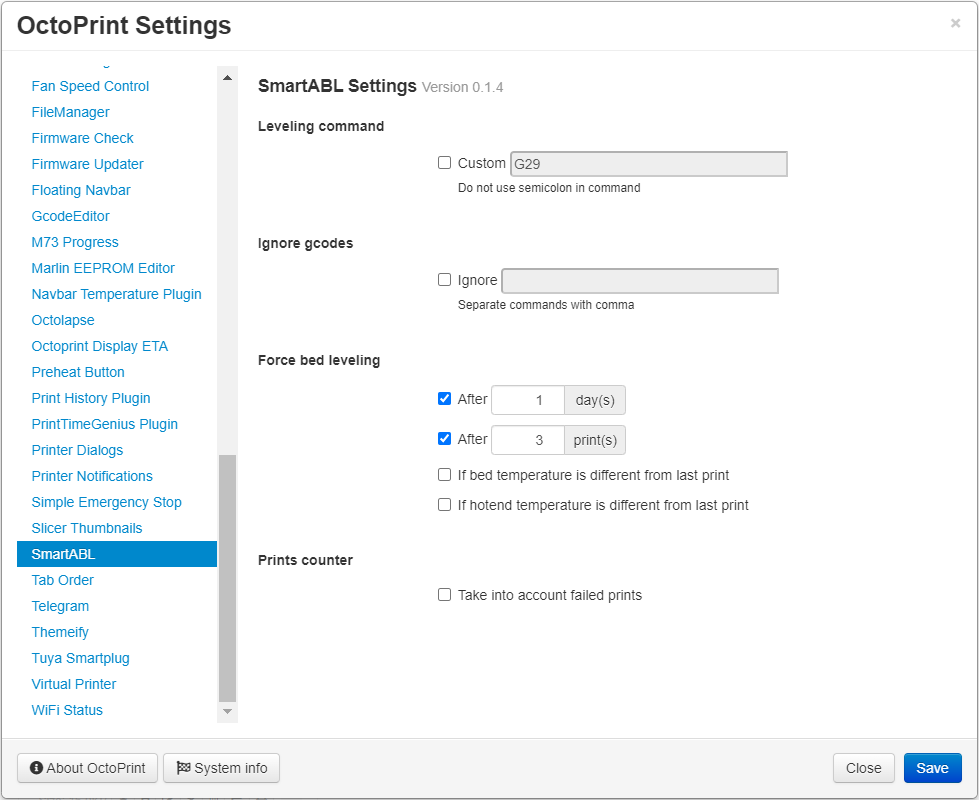 OctoPrint Settings
×
Fan Speed Control
FileManager
Firmware Check
Firmware Updater
Floating Navbar
GcodeEditor
M73 Progress
Marlin EEPROM Editor
Navbar Temperature Plugin
Octolapse
Octoprint Display ETA
Preheat Button
Print History Plugin
PrintTimeGenius Plugin
Printer Dialogs
Printer Notifications
Simple Emergency Stop
Slicer Thumbnails
SmartABL
Tab Order
Telegram
Themeify
Tuya Smartplug
Virtual Printer
WiFi Status
SmartABL Settings Version 0.1.4
Leveling command
Custom G29
Do not use semicolon in command
Ignore gcodes
Ignore
Separate commands with comma
Force bed leveling
After 1 day(s)
After 3 print(s)
If bed temperature is different from last print
If hotend temperature is different from last print
Prints counter
Take into account failed prints
About OctoPrint System info Close Save